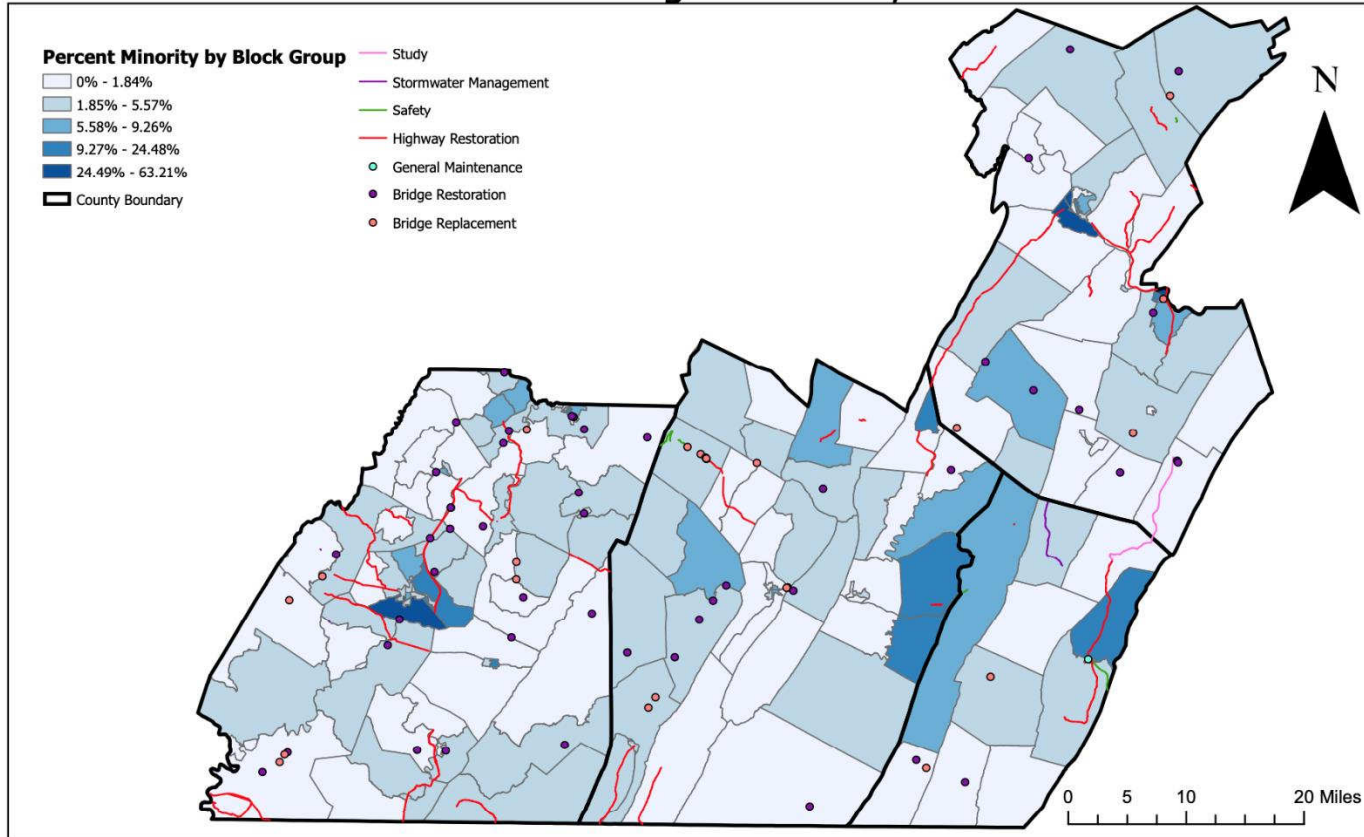 Percent Minority by Block Group
0% - 1.84%
1.85% - 5.57%
5.58% - 9.26%
9.27% - 24.48%
24.49% - 63.21%
County Boundary
Study
Stormwater Management
Safety
Highway Restoration
General Maintenance
Bridge Restoration
Bridge Replacement
N
0 5 10 20 Miles